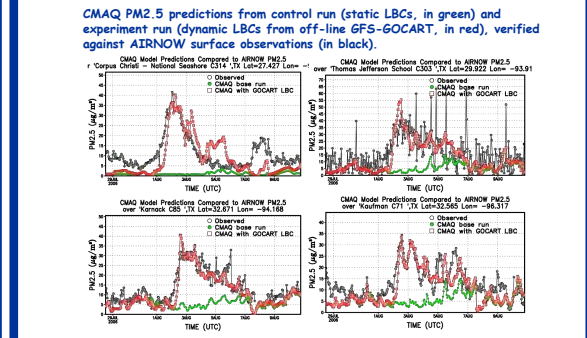 CMAQ PM2.5 predictions from control run (static LBCs, in green) and
experiment run (dynamic LBCs from off-line GFS-GOCART, in red), verified
against AIRNOW surface observations (in black).
CMAQ Model Predictions Compared to AIRNOW PM2.5
r 'Corpus Christi - National Seashore C314 ',TX Lat=27.427 Lon= -
Observed
CMAQ base run
CMAQ with GOCART LBC
PM2.5 (µg/m³)
TIME (UTC)
CMAQ Model Predictions Compared to AIRNOW PM2.5
over 'Thomas Jefferson School C303 ',TX Lat=29.922 Lon= -93.91
Observed
CMAQ base run
CMAQ with GOCART LBC
PM2.5 (µg/m³)
TIME (UTC)
CMAQ Model Predictions Compared to AIRNOW PM2.5
over 'Karnack C85 ',TX Lat=32.671 Lon= -94.168
Observed
CMAQ base run
CMAQ with GOCART LBC
PM2.5 (µg/m³)
TIME (UTC)
CMAQ Model Predictions Compared to AIRNOW PM2.5
over 'Kaufman C71 ',TX Lat=32.565 Lon= -96.317
Observed
CMAQ base run
CMAQ with GOCART LBC
PM2.5 (µg/m³)
TIME (UTC)